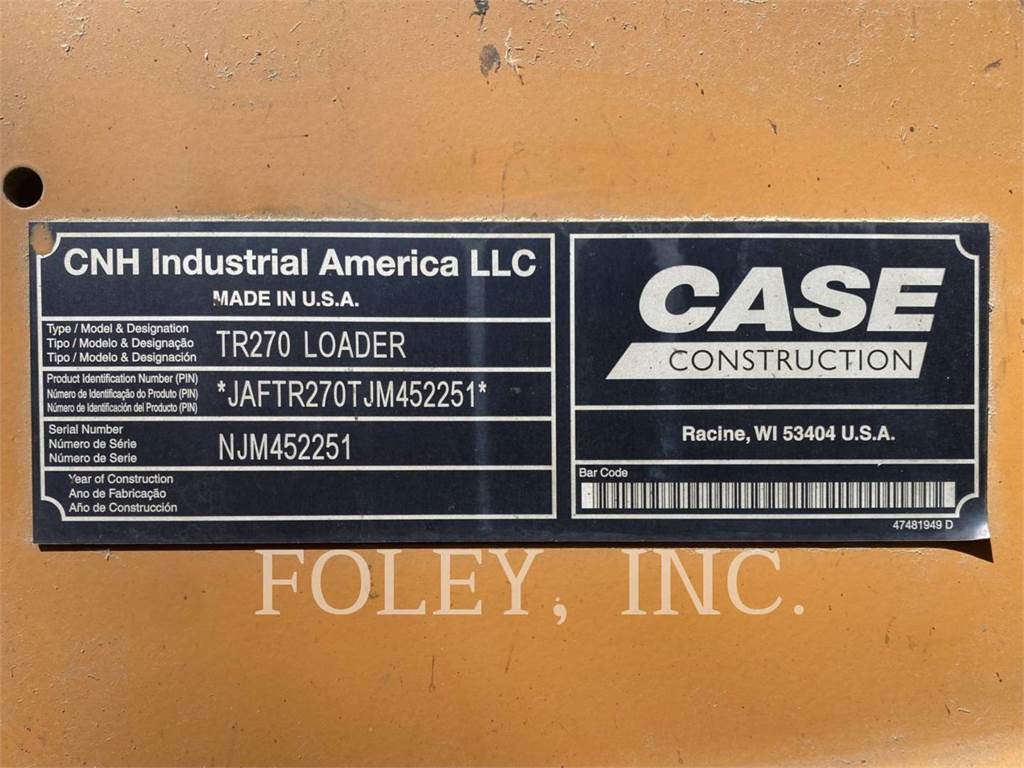 CNH Industrial America LLC
MADE IN U.S.A.
Type / Model & Designation
Tipo / Modelo & Designação
Tipo / Modelo & Designación
TR270 LOADER
Product Identification Number (PIN)
Número de Identificação do Produto (PIN)
Número de Identificación del Producto (PIN)
*JAFTR270TJM452251*
Serial Number
Número de Série
Número de Serie
NJM452251
Year of Construction
Ano de Fabricação
Año de Construcción
CASE
CONSTRUCTION
Racine, WI 53404 U.S.A.
Bar Code
47481949 D
FOLEY, INC.